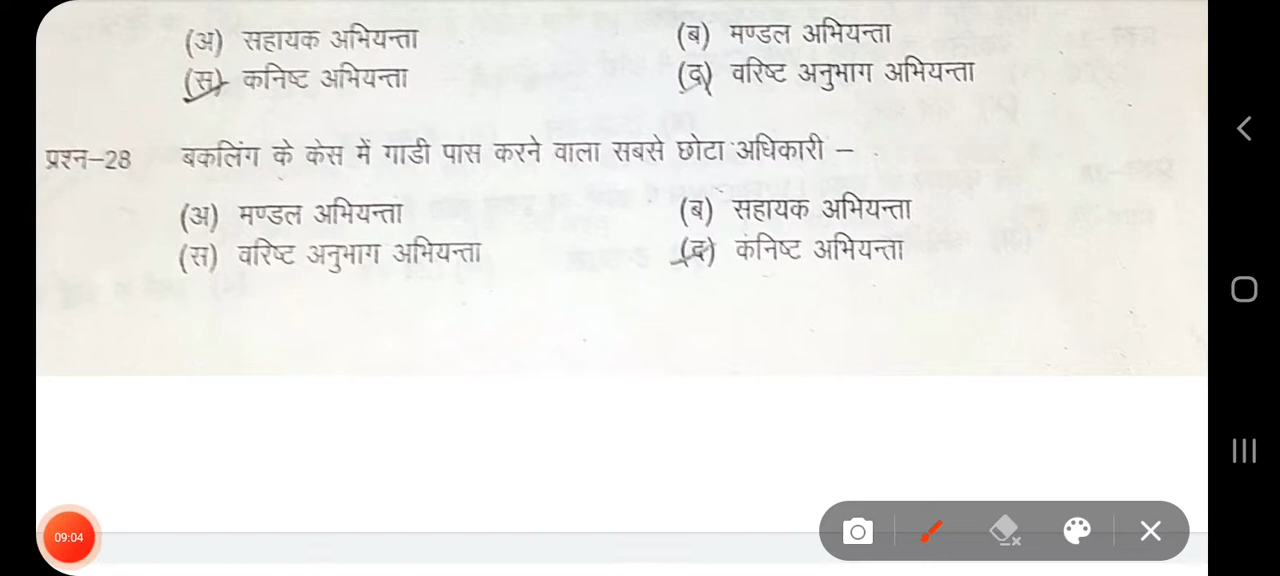 (अ) सहायक अभियन्ता (ब) मण्डल अभियन्ता
(स) कनिष्ट अभियन्ता (द) वरिष्ट अनुभाग अभियन्ता
प्रश्न–28 बकलिंग के केस में गाडी पास करने वाला सबसे छोटा अधिकारी –
(अ) मण्डल अभियन्ता (ब) सहायक अभियन्ता
(स) वरिष्ट अनुभाग अभियन्ता (द) कनिष्ट अभियन्ता
09:04